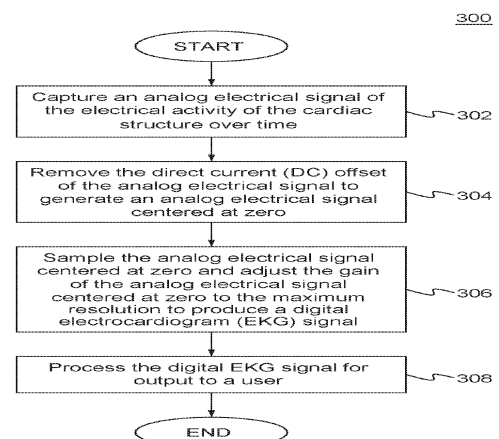 300
START
Capture an analog electrical signal of
the electrical activity of the cardiac
structure over time
302
Remove the direct current (DC) offset
of the analog electrical signal to
generate an analog electrical signal
centered at zero
304
Sample the analog electrical signal
centered at zero and adjust the gain
of the analog electrical signal
centered at zero to the maximum
resolution to produce a digital
electrocardiogram (EKG) signal
306
Process the digital EKG signal for
output to a user
308
END